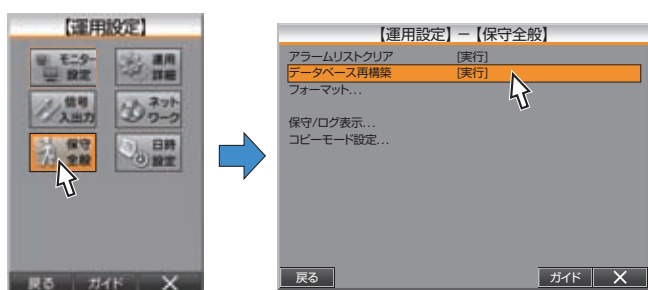 【運用設定】
モニター設定
運用詳細
信号入出力
ネットワーク
保守全般
日時設定
戻る ガイド X
【運用設定】－【保守全般】
アラームリストクリア [実行]
データベース再構築 [実行]
フォーマット...
保守/ログ表示...
コピーモード設定...
戻る ガイド X